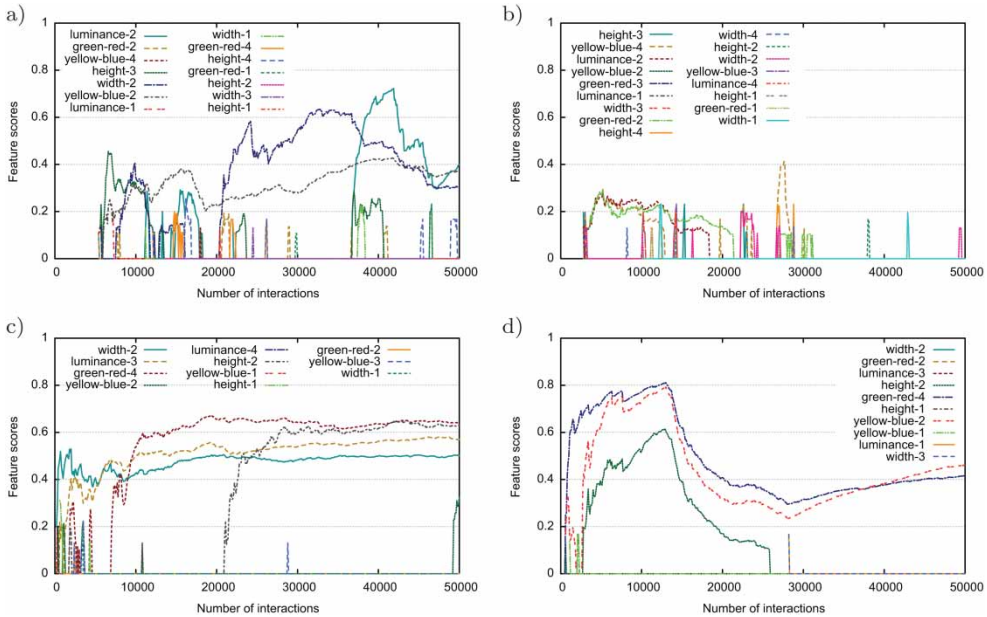 a)
Feature scores
1
0.8
0.6
0.4
0.2
0
luminance-2
green-red-2
yellow-blue-4
height-3
width-2
yellow-blue-2
luminance-1
width-1
green-red-4
height-4
green-red-1
height-2
width-3
height-1
0 10000 20000 30000 40000 50000
Number of interactions
b)
Feature scores
1
0.8
0.6
0.4
0.2
0
height-3
yellow-blue-4
luminance-2
yellow-blue-2
green-red-3
luminance-1
width-3
green-red-2
height-4
width-4
height-2
width-2
yellow-blue-3
luminance-4
height-1
green-red-1
width-1
0 10000 20000 30000 40000 50000
Number of interactions
c)
Feature scores
1
0.8
0.6
0.4
0.2
0
width-2
luminance-3
green-red-4
yellow-blue-2
luminance-4
height-2
yellow-blue-1
height-1
green-red-2
yellow-blue-3
width-1
0 10000 20000 30000 40000 50000
Number of interactions
d)
Feature scores
1
0.8
0.6
0.4
0.2
0
width-2
green-red-2
luminance-3
height-2
green-red-4
height-1
yellow-blue-2
yellow-blue-1
luminance-1
width-3
0 10000 20000 30000 40000 50000
Number of interactions